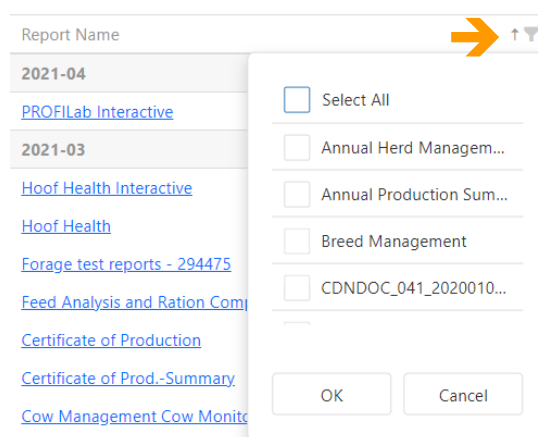 Report Name
2021-04
PROFILab Interactive
2021-03
Hoof Health Interactive
Hoof Health
Forage test reports - 294475
Feed Analysis and Ration Com
Certificate of Production
Certificate of Prod.-Summary
Cow Management Cow Monito
Select All
Annual Herd Managem...
Annual Production Sum...
Breed Management
CDNDOC_041_2020010...
OK Cancel